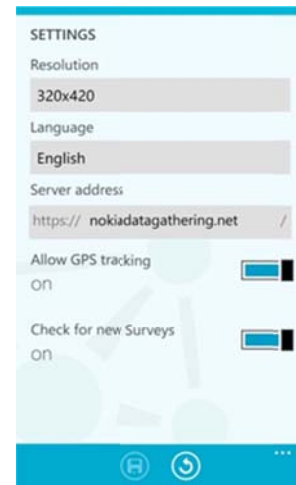 SETTINGS
Resolution
320x420
Language
English
Server address
https:// nokiadatagathering.net /
Allow GPS tracking
on
Check for new Surveys
on
...